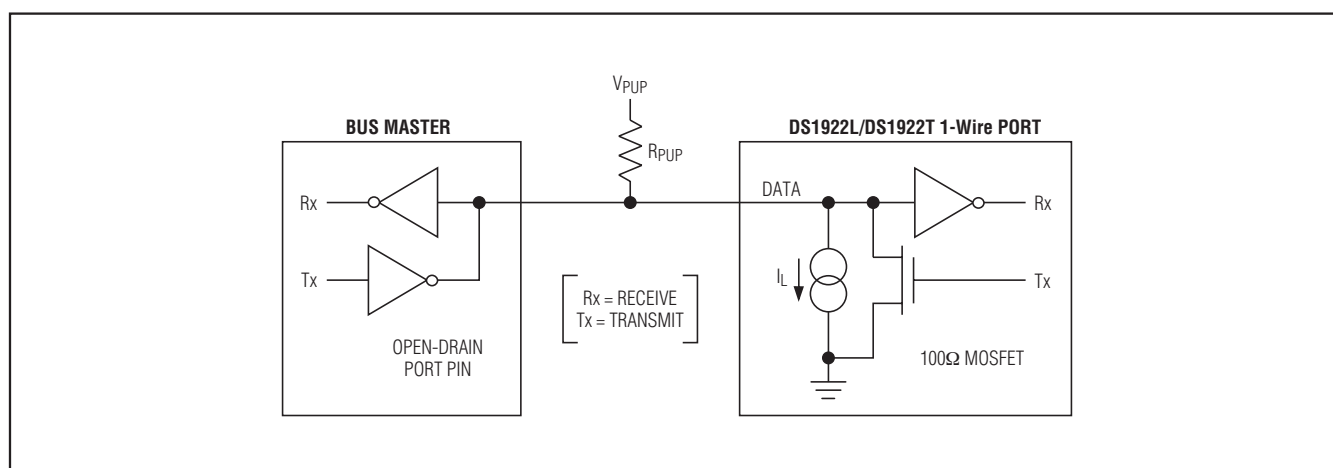 VPUP
BUS MASTER
DS1922L/DS1922T 1-Wire PORT
RPUP
DATA
Rx
Rx
Tx
IL
Tx
Rx = RECEIVE
Tx = TRANSMIT
OPEN-DRAIN
PORT PIN
100Ω MOSFET